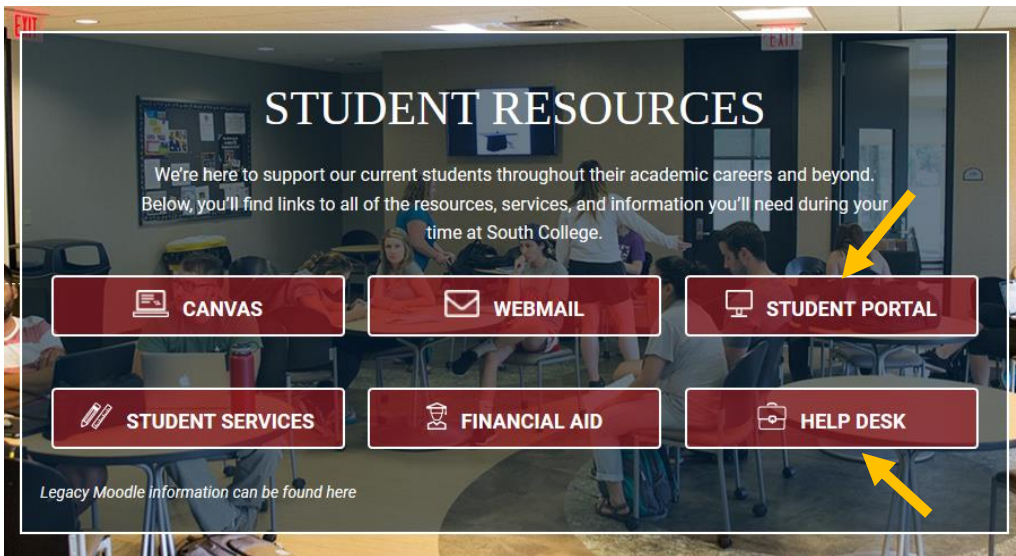 EXIT
EXIT
STUDENT RESOURCES
We're here to support our current students throughout their academic careers and beyond.
Below, you'll find links to all of the resources, services, and information you'll need during your
time at South College.
CANVAS
WEBMAIL
STUDENT PORTAL
STUDENT SERVICES
FINANCIAL AID
HELP DESK
Legacy Moodle information can be found here